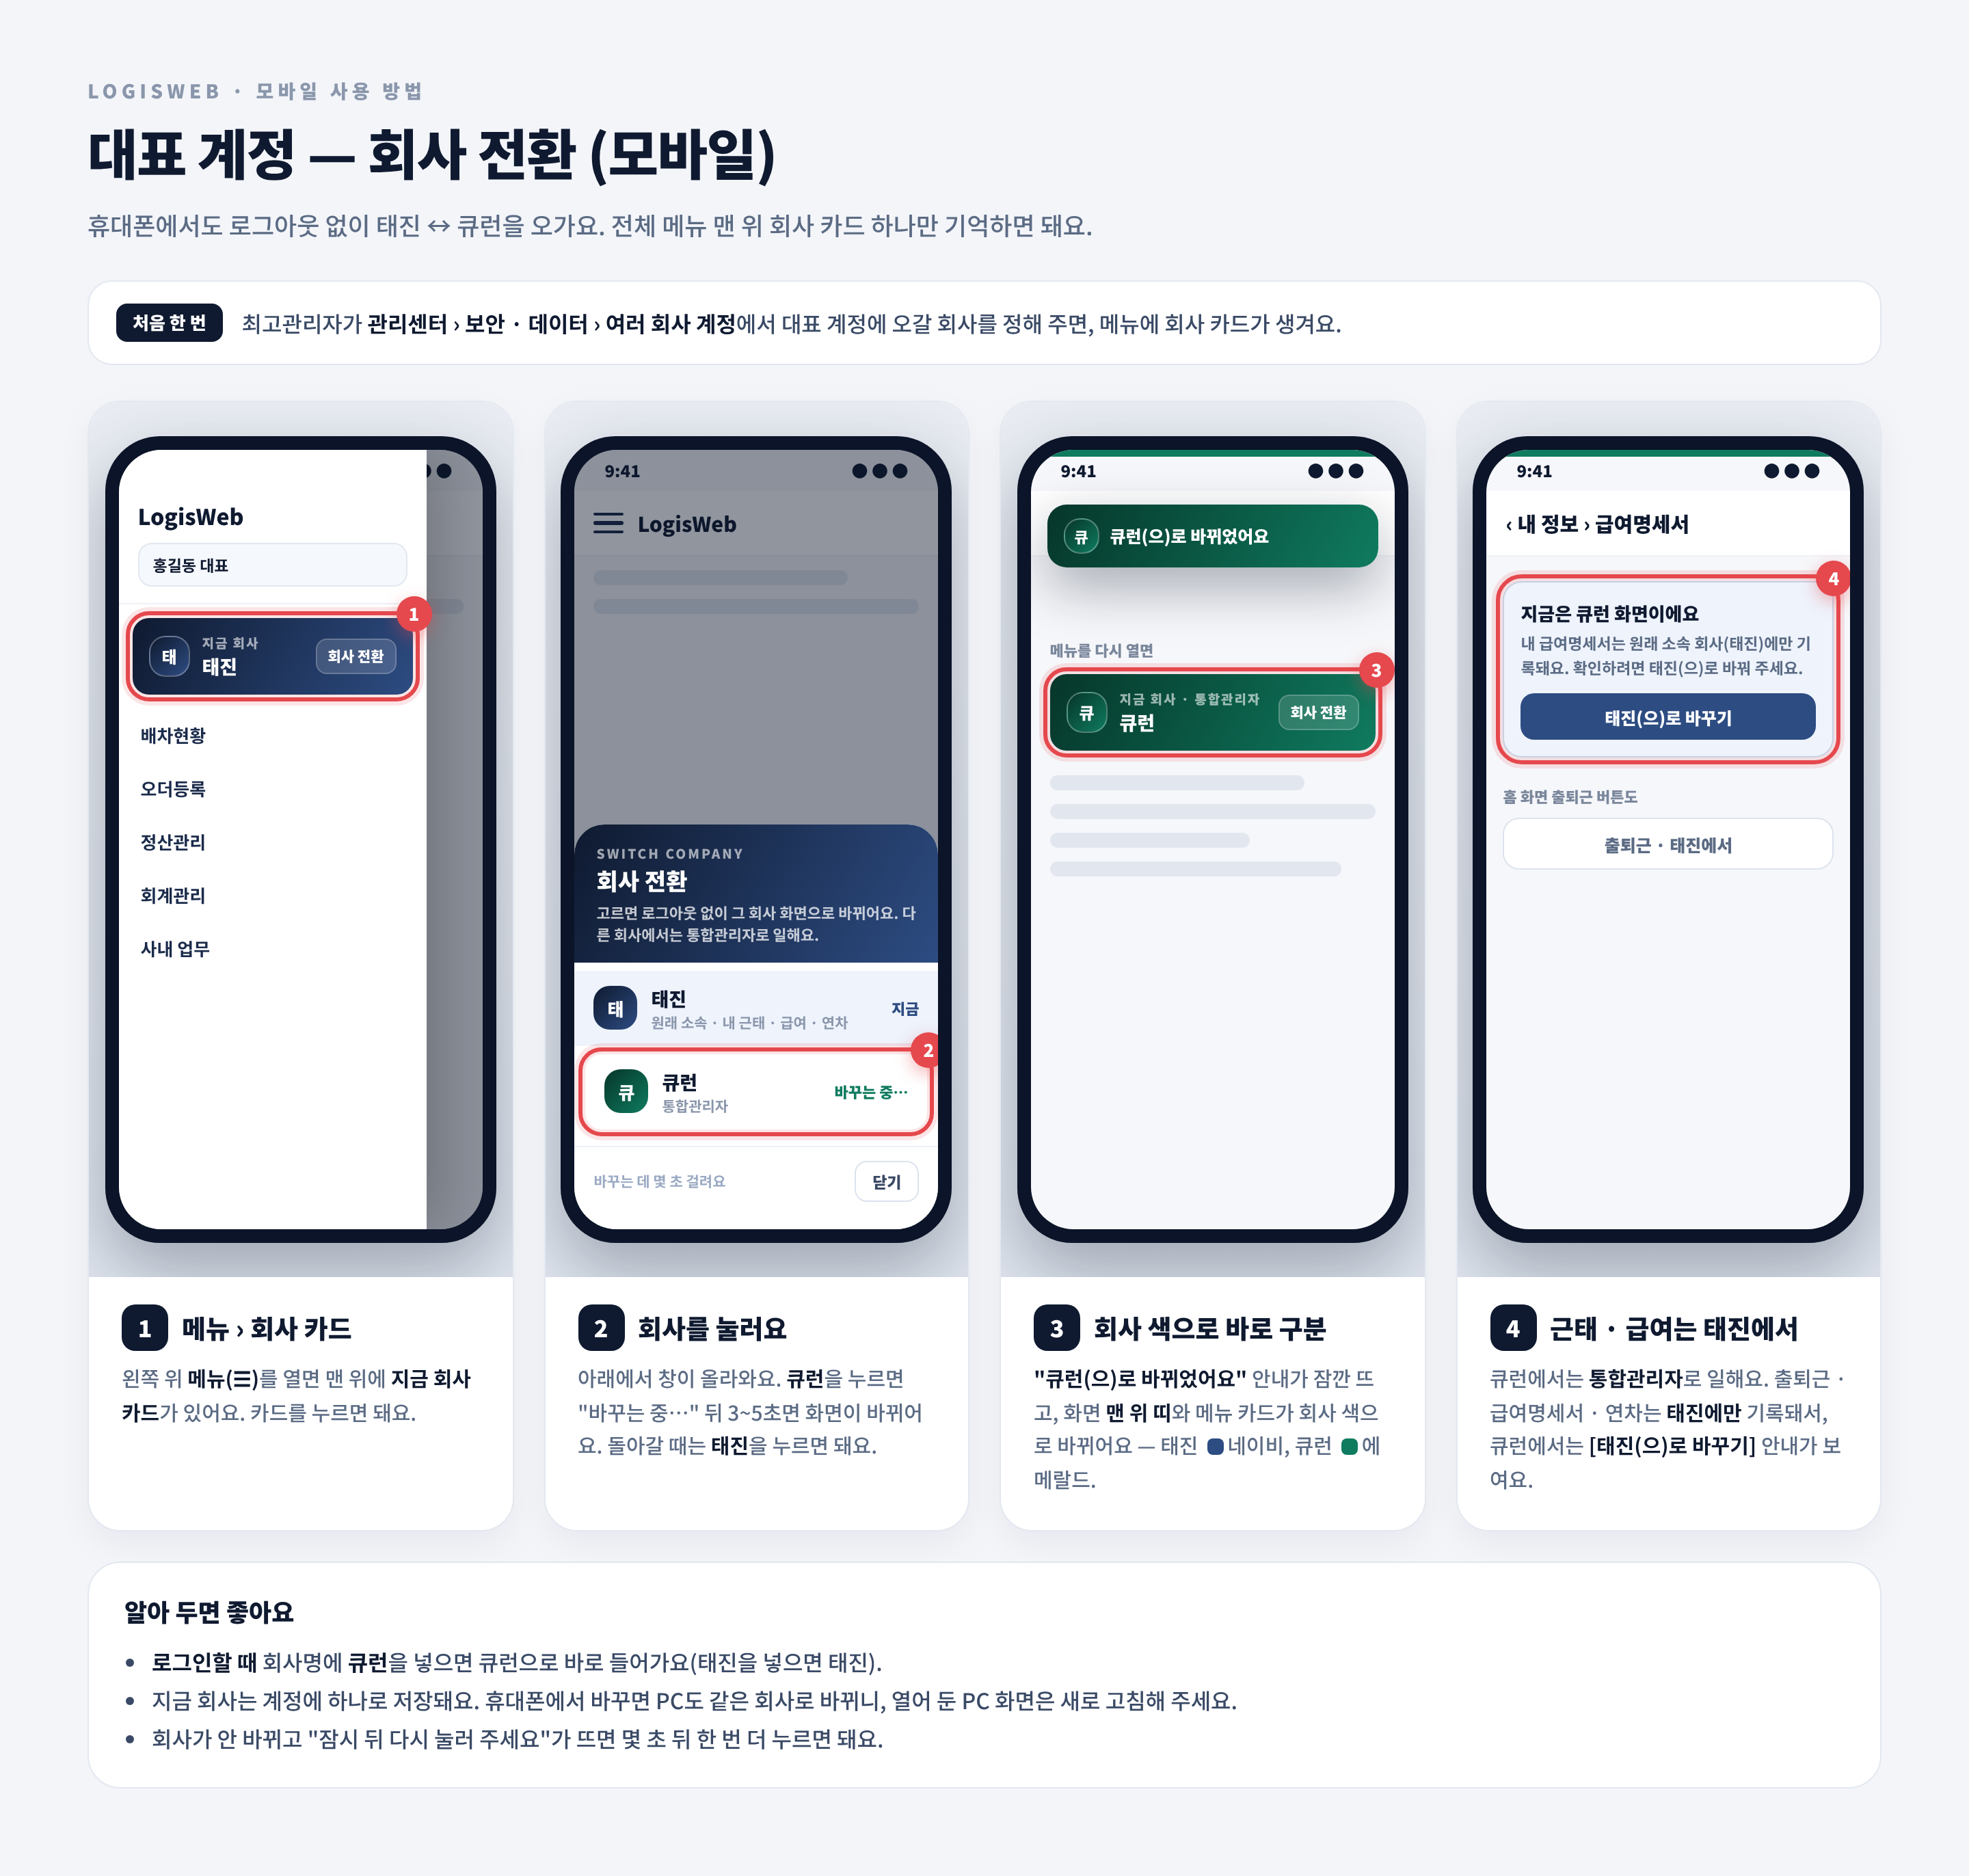 LOGISWEB · 모바일 사용 방법
대표 계정 — 회사 전환 (모바일)
휴대폰에서도 로그아웃 없이 태진 ↔ 큐런을 오가요. 전체 메뉴 맨 위 회사 카드 하나만 기억하면 돼요.
처음 한 번 최고관리자가 관리센터 › 보안 · 데이터 › 여러 회사 계정에서 대표 계정에 오갈 회사를 정해 주면, 메뉴에 회사 카드가 생겨요.
LogisWeb
홍길동 대표
1
태
지금 회사
태진
회사 전환
배차현황
오더등록
정산관리
회계관리
사내 업무
1 메뉴 › 회사 카드
왼쪽 위 메뉴(☰)를 열면 맨 위에 지금 회사
카드가 있어요. 카드를 누르면 돼요.
9:41
LogisWeb
SWITCH COMPANY
회사 전환
고르면 로그아웃 없이 그 회사 화면으로 바뀌어요. 다
른 회사에서는 통합관리자로 일해요.
태
태진
원래 소속 · 내 근태 · 급여 · 연차
지금
2
큐
큐런
통합관리자
바꾸는 중…
바꾸는 데 몇 초 걸려요
닫기
2 회사를 눌러요
아래에서 창이 올라와요. 큐런을 누르면
"바꾸는 중…" 뒤 3~5초면 화면이 바뀌어
요. 돌아갈 때는 태진을 누르면 돼요.
9:41
큐 큐런(으)로 바뀌었어요
메뉴를 다시 열면
3
큐
지금 회사 · 통합관리자
큐런
회사 전환
3 회사 색으로 바로 구분
"큐런(으)로 바뀌었어요" 안내가 잠깐 뜨
고, 화면 맨 위 띠와 메뉴 카드가 회사 색으
로 바뀌어요 — 태진 네이비, 큐런 에
메랄드.
9:41
‹ 내 정보 › 급여명세서
4
지금은 큐런 화면이에요
내 급여명세서는 원래 소속 회사(태진)에만 기
록돼요. 확인하려면 태진(으)로 바꿔 주세요.
태진(으)로 바꾸기
홈 화면 출퇴근 버튼도
출퇴근 · 태진에서
4 근태 · 급여는 태진에서
큐런에서는 통합관리자로 일해요. 출퇴근 ·
급여명세서 · 연차는 태진에만 기록돼서,
큐런에서는 [태진(으)로 바꾸기] 안내가 보
여요.
알아 두면 좋아요
• 로그인할 때 회사명에 큐런을 넣으면 큐런으로 바로 들어가요(태진을 넣으면 태진).
• 지금 회사는 계정에 하나로 저장돼요. 휴대폰에서 바꾸면 PC도 같은 회사로 바뀌니, 열어 둔 PC 화면은 새로 고침해 주세요.
• 회사가 안 바뀌고 "잠시 뒤 다시 눌러 주세요"가 뜨면 몇 초 뒤 한 번 더 누르면 돼요.